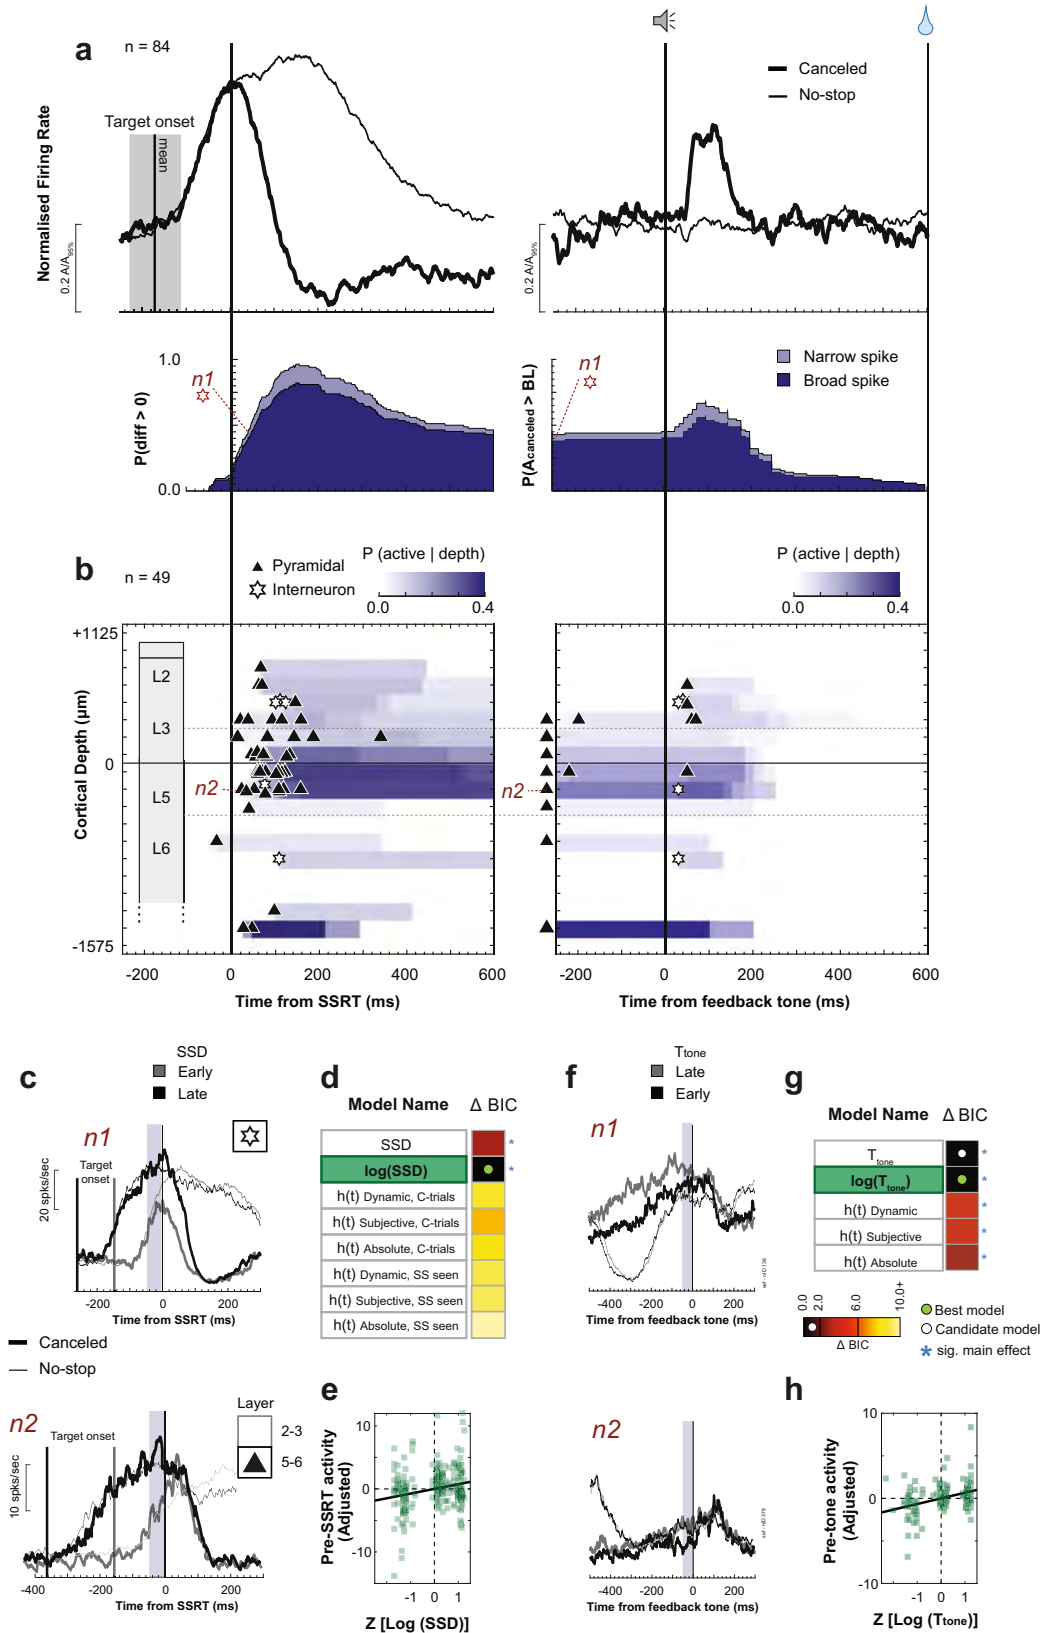 a
n = 84
Canceled
No-stop
Target onset
mean
Normalised Firing Rate
0.2 A/A95%
0.2 A/A95%
1.0
n1
P(diff > 0)
0.0
n1
P(Acanceled > BL)
Narrow spike
Broad spike
b
n = 49
Pyramidal
Interneuron
P (active | depth)
0.0 0.4
P (active | depth)
0.0 0.4
+1125
0
-1575
Cortical Depth (µm)
L2
L3
L5
L6
n2
n2
-200 0 200 400 600
Time from SSRT (ms)
-200 0 200 400 600
Time from feedback tone (ms)
c
SSD
Early
Late
n1
Target
onset
20 spks/sec
-200 0 200
Time from SSRT (ms)
Canceled
No-stop
n2
Target onset
10 spks/sec
Layer
2-3
5-6
-400 -200 0 200
Time from SSRT (ms)
d
Model Name Δ BIC
SSD *
log(SSD) *
h(t) Dynamic, C-trials
h(t) Subjective, C-trials
h(t) Absolute, C-trials
h(t) Dynamic, SS seen
h(t) Subjective, SS seen
h(t) Absolute, SS seen
e
Pre-SSRT activity
(Adjusted)
10
0
-10
-1 0 1
Z [Log (SSD)]
f
Ttone
Late
Early
n1
-400 -200 0 200
Time from feedback tone (ms)
n2
-400 -200 0 200
Time from feedback tone (ms)
g
Model Name Δ BIC
Ttone *
log(Ttone) *
h(t) Dynamic *
h(t) Subjective *
h(t) Absolute *
0.0 2.0 6.0 10.0+
Δ BIC
Best model
Candidate model
* sig. main effect
h
Pre-tone activity
(Adjusted)
10
0
-10
-1 0 1
Z [Log (Ttone)]